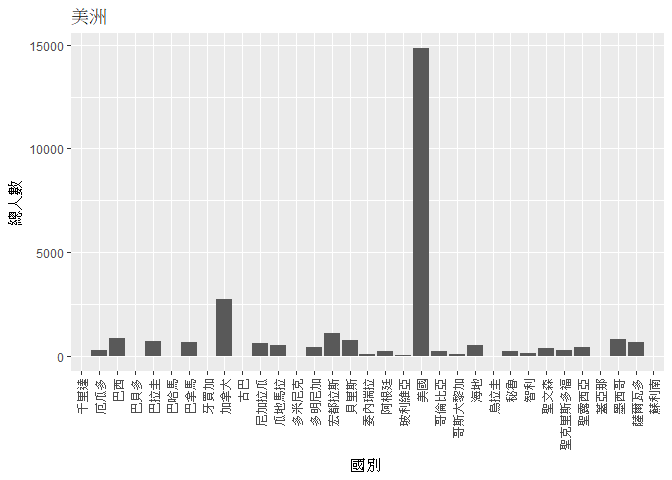 美洲
總人數
15000
10000
5000
0
千里達
厄瓜多
巴西
巴貝多
巴拉圭
巴哈馬
巴拿馬
牙買加
加拿大
古巴
尼加拉瓜
瓜地馬拉
多米尼克
多明尼加
宏都拉斯
貝里斯
委內瑞拉
阿根廷
玻利維亞
美國
哥倫比亞
哥斯大黎加
海地
烏拉圭
秘魯
智利
聖文森
聖克里斯多福
聖露西亞
蓋亞那
墨西哥
薩爾瓦多
蘇利南
國別